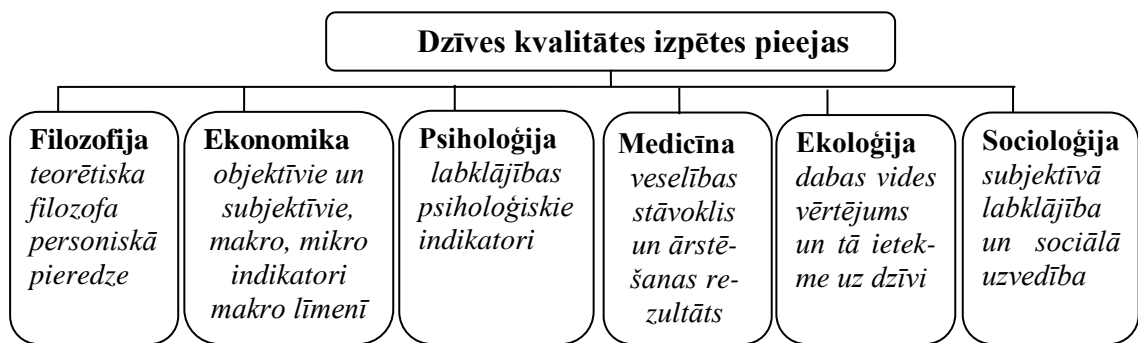 Dzīves kvalitātes izpētes pieejas
Filozofija
teorētiska
filozofa
personiskā
pieredze
Ekonomika
objektīvie un
subjektīvie,
makro, mikro
indikatori
makro līmenī
Psiholoģija
labklājības
psiholoģiskie
indikatori
Medicīna
veselības
stāvoklis
un ārstē-
šanas re-
zultāts
Ekoloģija
dabas vides
vērtējums
un tā ietek-
me uz dzīvi
Socioloģija
subjektīvā
labklājība
un sociālā
uzvedība